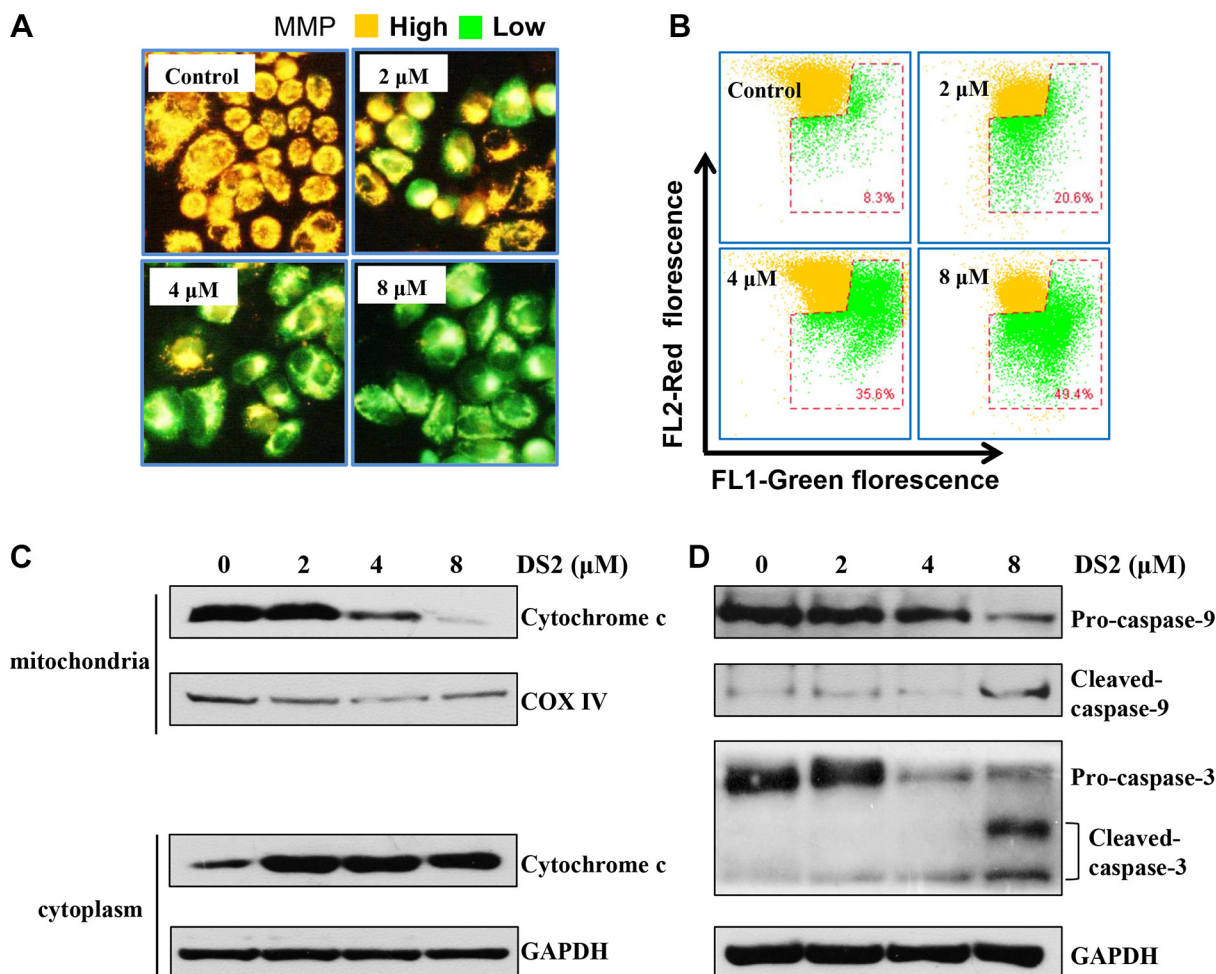 A
MMP High Low
Control
2 µM
4 µM
8 µM
B
Control
8.3%
2 µM
20.6%
4 µM
35.6%
8 µM
49.4%
FL2-Red florescence
FL1-Green florescence
C
0 2 4 8 DS2 (µM)
mitochondria
Cytochrome c
COX IV
cytoplasm
Cytochrome c
GAPDH
D
0 2 4 8 DS2 (µM)
Pro-caspase-9
Cleaved-
caspase-9
Pro-caspase-3
Cleaved-
caspase-3
GAPDH